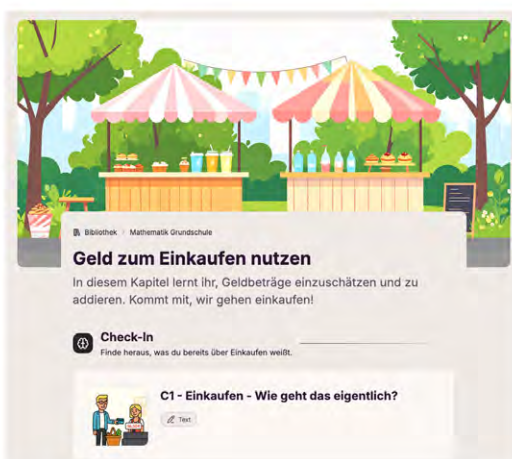 Bibliothek / Mathematik Grundschule
Geld zum Einkaufen nutzen
In diesem Kapitel lernt ihr, Geldbeträge einzuschätzen und zu
addieren. Kommt mit, wir gehen einkaufen!
Check-In
Finde heraus, was du bereits über Einkaufen weißt.
C1 - Einkaufen - Wie geht das eigentlich?
Text